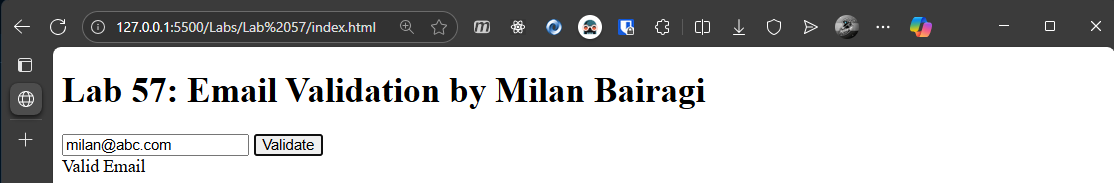 127.0.0.1:5500/Labs/Lab%2057/index.html
Lab 57: Email Validation by Milan Bairagi
milan@abc.com Validate
Valid Email